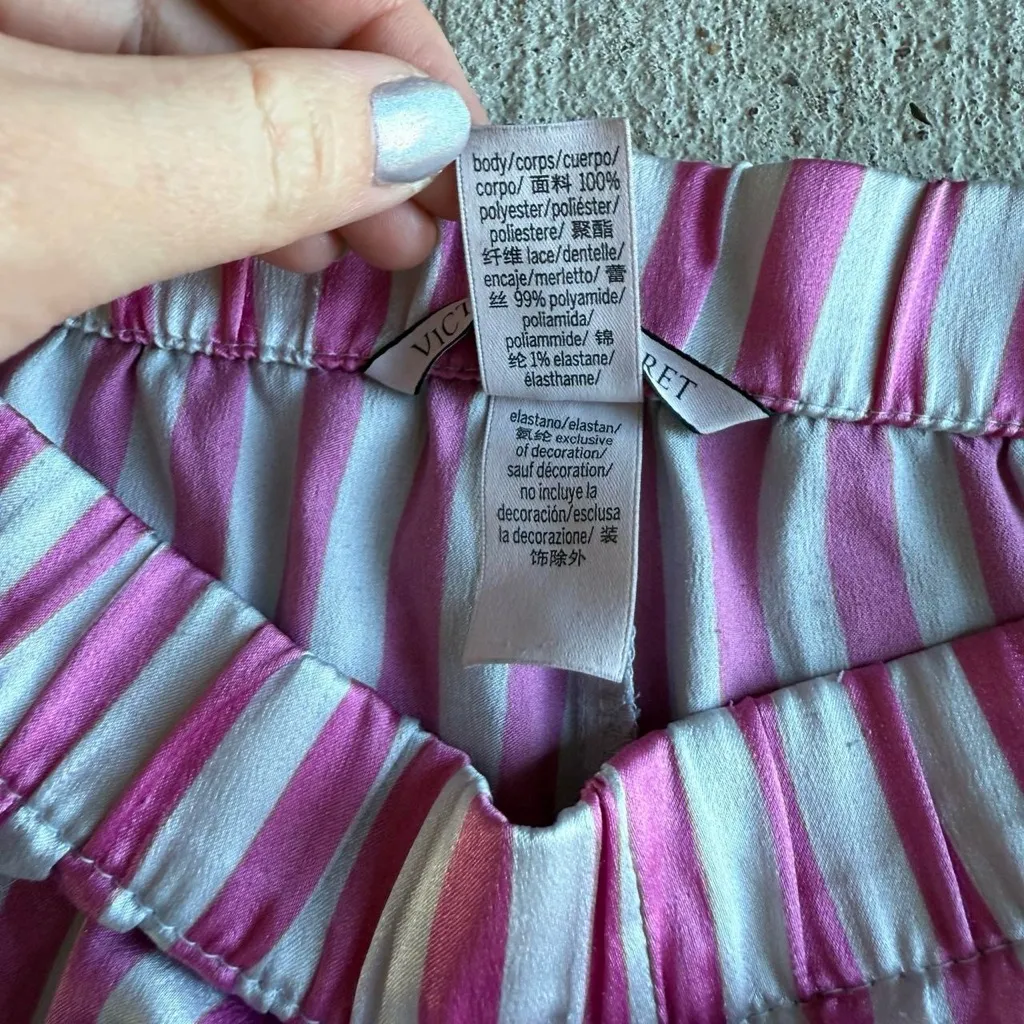 body/corps/cuerpo/
corpo/ 面料 100%
polyester/poliéster/
poliestere/ 聚酯
纤维 lace/dentelle/
encaje/merletto/ 蕾
丝 99% polyamide/
poliamida/
poliammide/ 锦
纶 1% elastane/
élasthanne/
elastano/elastan/
氨纶 exclusive
of decoration/
sauf décoration/
no incluye la
decoración/esclusa
la decorazione/ 装
饰除外
VICT
RET